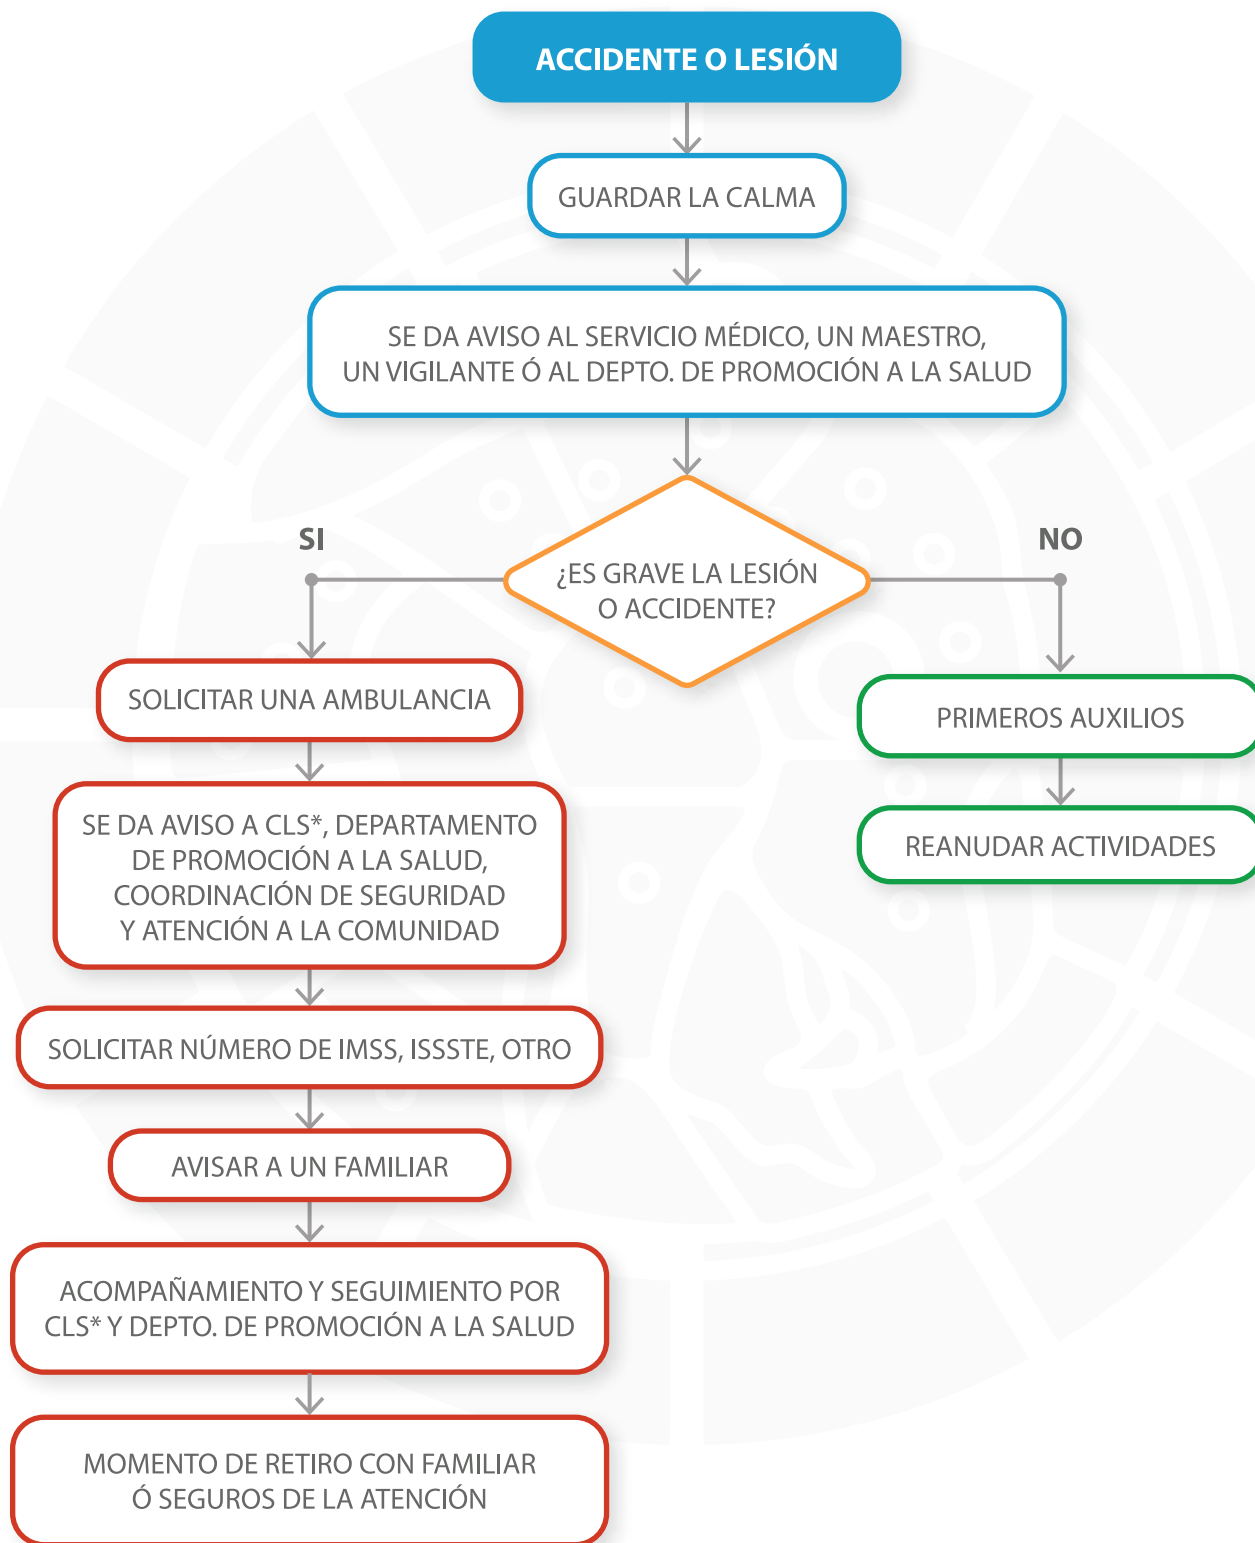 ACCIDENTE O LESIÓN
GUARDAR LA CALMA
SE DA AVISO AL SERVICIO MÉDICO, UN MAESTRO,
UN VIGILANTE Ó AL DEPTO. DE PROMOCIÓN A LA SALUD
¿ES GRAVE LA LESIÓN
O ACCIDENTE?
SI
SOLICITAR UNA AMBULANCIA
SE DA AVISO A CLS*, DEPARTAMENTO
DE PROMOCIÓN A LA SALUD,
COORDINACIÓN DE SEGURIDAD
Y ATENCIÓN A LA COMUNIDAD
SOLICITAR NÚMERO DE IMSS, ISSSTE, OTRO
AVISAR A UN FAMILIAR
ACOMPAÑAMIENTO Y SEGUIMIENTO POR
CLS* Y DEPTO. DE PROMOCIÓN A LA SALUD
MOMENTO DE RETIRO CON FAMILIAR
Ó SEGUROS DE LA ATENCIÓN
NO
PRIMEROS AUXILIOS
REANUDAR ACTIVIDADES